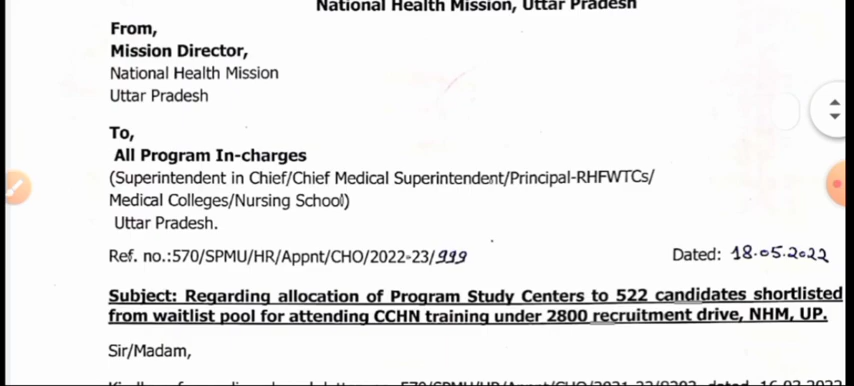 National Health Mission, Uttar Pradesh
From,
Mission Director,
National Health Mission
Uttar Pradesh
To,
All Program In-charges
(Superintendent in Chief/Chief Medical Superintendent/Principal-RHFWTCs/
Medical Colleges/Nursing School)
Uttar Pradesh.
Ref. no.:570/SPMU/HR/Appnt/CHO/2022-23/999 Dated: 18.05.2022
Subject: Regarding allocation of Program Study Centers to 522 candidates shortlisted
from waitlist pool for attending CCHN training under 2800 recruitment drive, NHM, UP.
Sir/Madam,